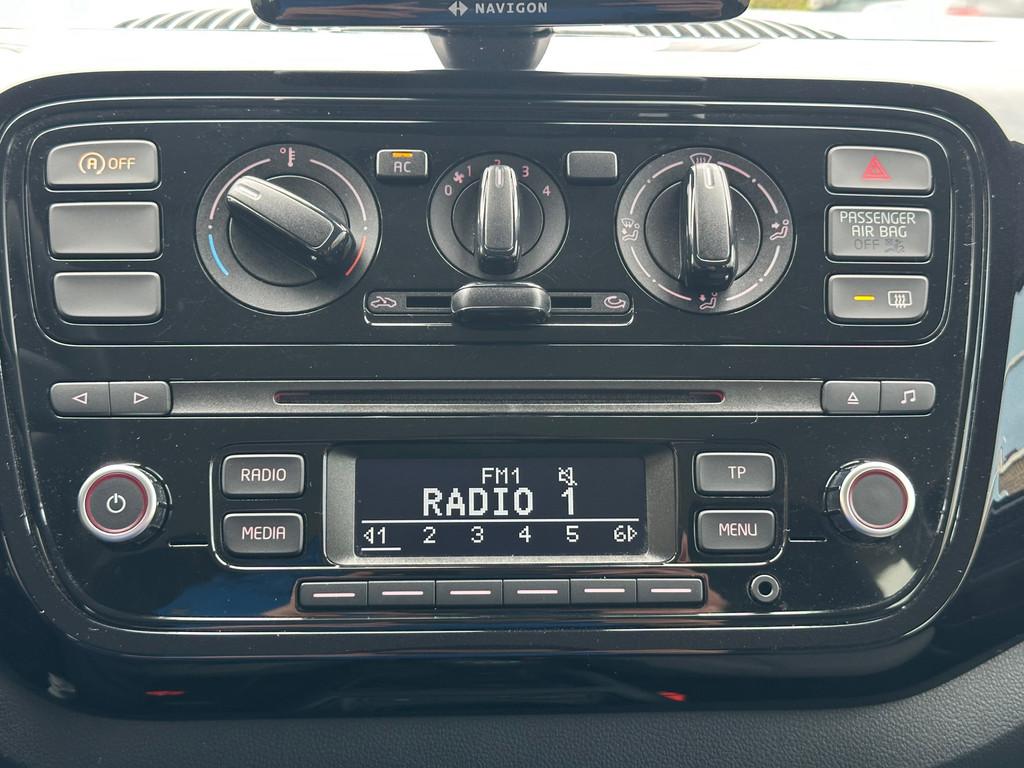 NAVIGON
A OFF
AC
0 1 2 3 4
PASSENGER
AIR BAG
OFF
RADIO
MEDIA
FM1
RADIO 1
1 2 3 4 5 6
TP
MENU